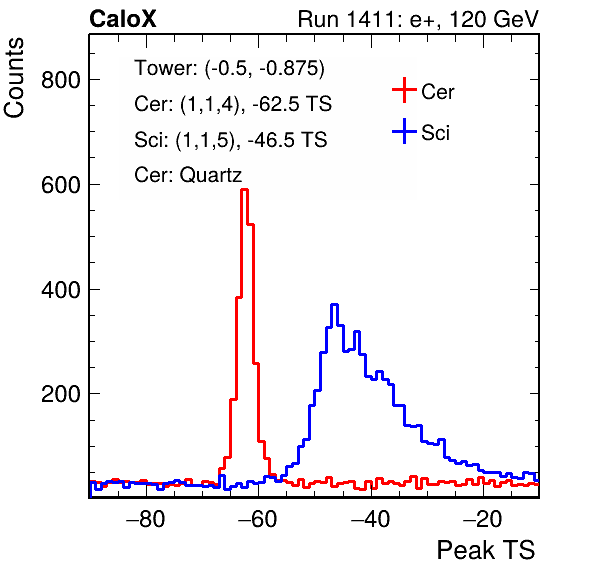 CaloX Run 1411: e+, 120 GeV
Counts
Tower: (-0.5, -0.875)
Cer: (1,1,4), -62.5 TS
Sci: (1,1,5), -46.5 TS
Cer: Quartz
Cer
Sci
800
600
400
200
−80 −60 −40 −20
Peak TS